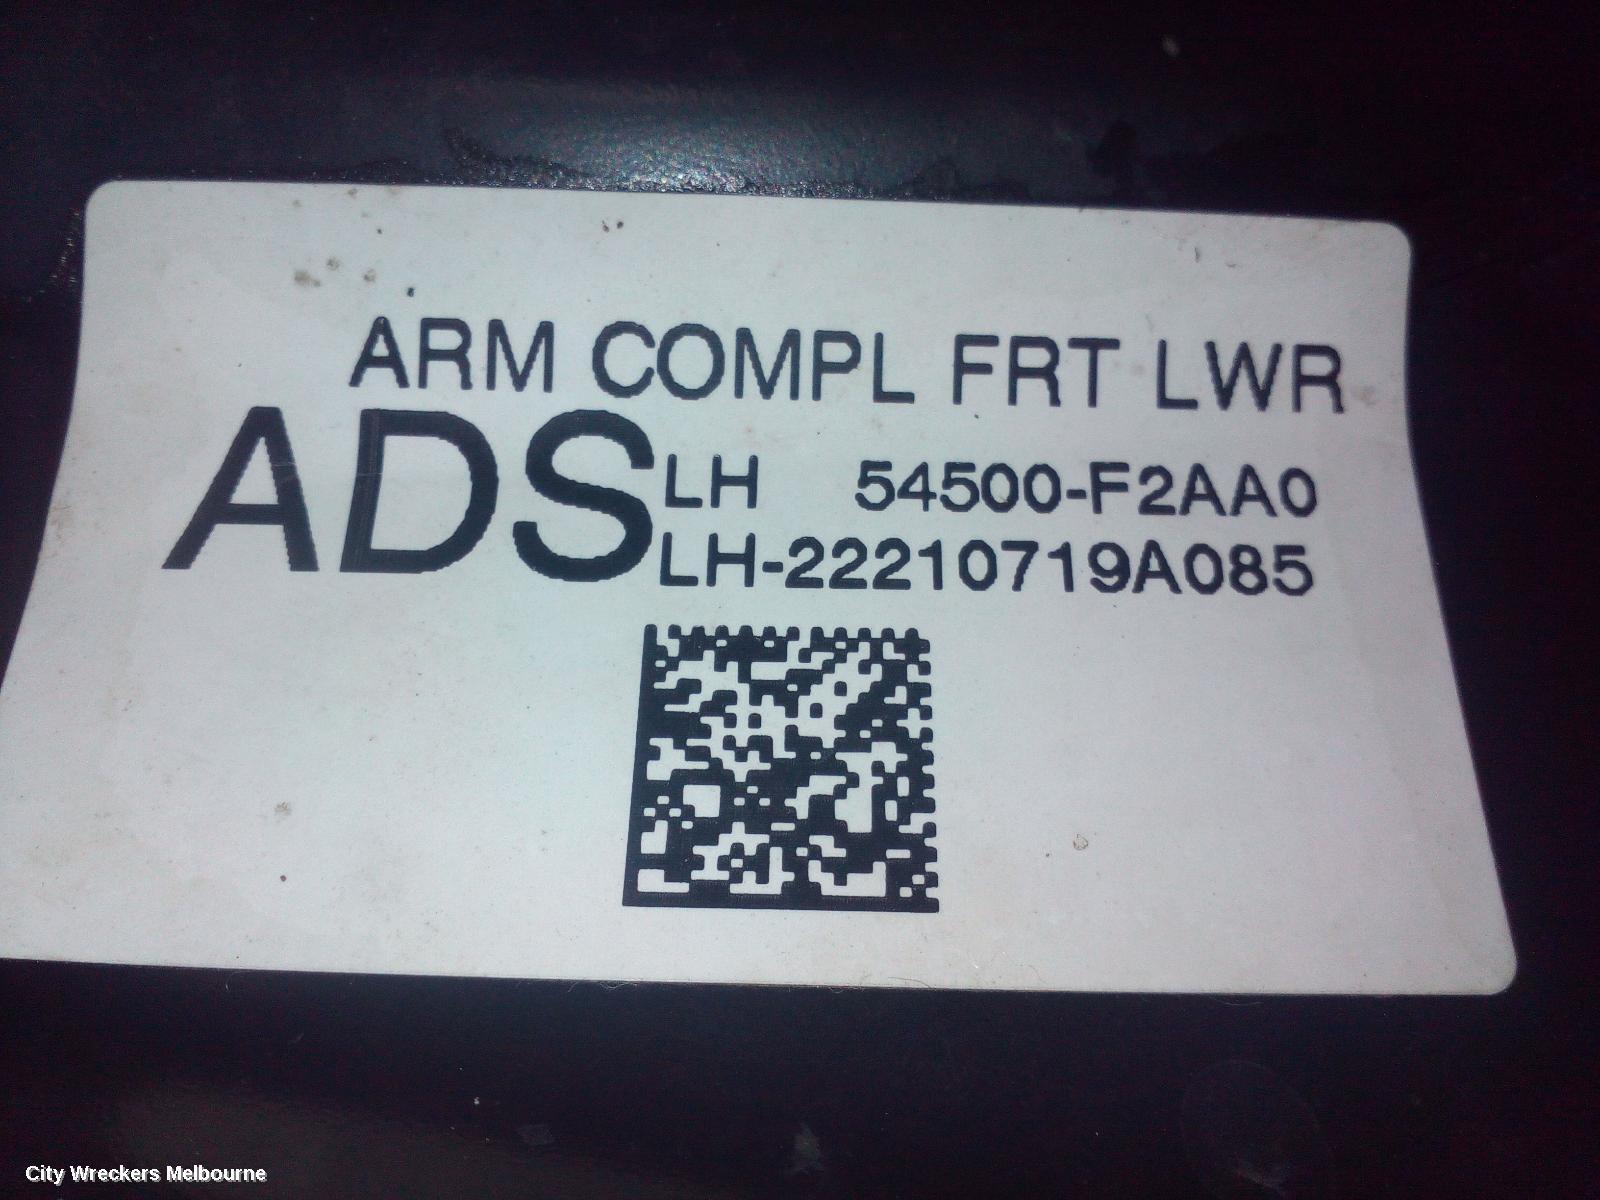 ARM COMPL FRT LWR
ADS
LH 54500-F2AA0
LH-22210719A085
City Wreckers Melbourne